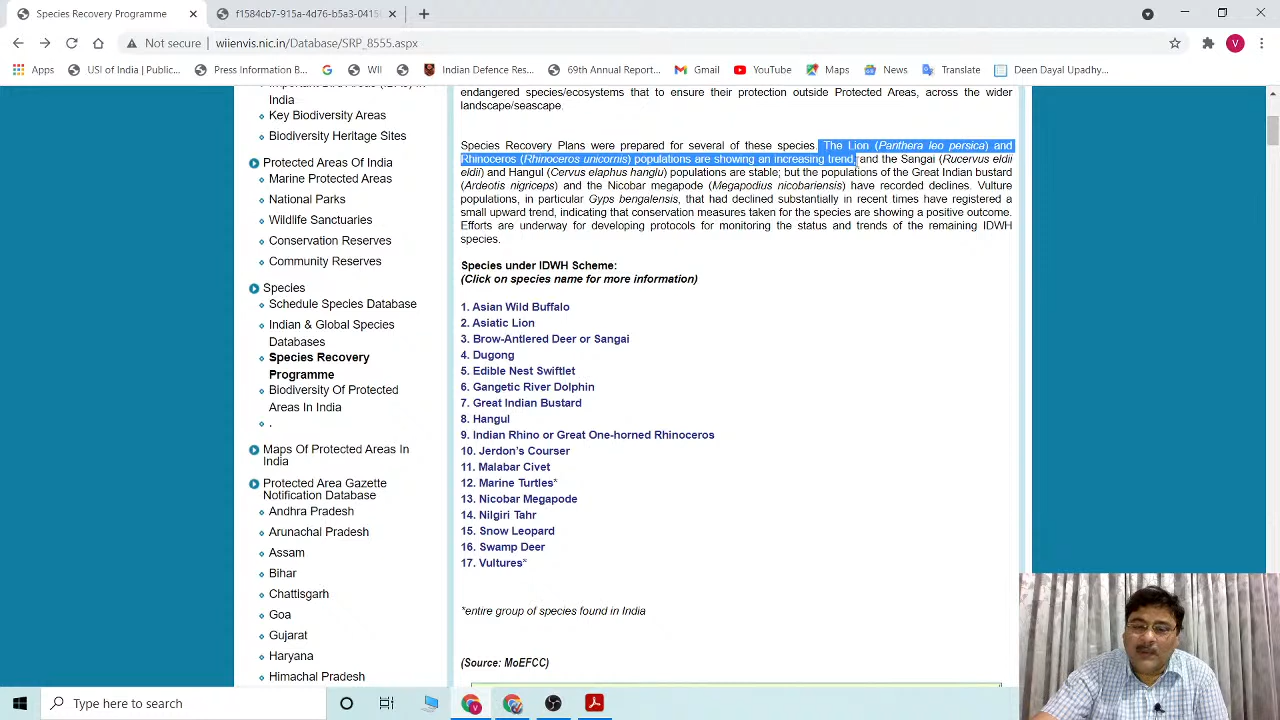 Species Recovery Programme
f1584cb7-915a-4d76-b5a3-0415
Not secure
wiienvis.nic.in/Database/SRP_8555.aspx
V
Apps
USI of India | Public...
Press Information B...
WII
Indian Defence Res...
69th Annual Report...
Gmail
YouTube
Maps
News
Translate
Deen Dayal Upadhy...
India
Key Biodiversity Areas
Biodiversity Heritage Sites
Protected Areas Of India
Marine Protected Areas
National Parks
Wildlife Sanctuaries
Conservation Reserves
Community Reserves
Species
Schedule Species Database
Indian & Global Species
Databases
Species Recovery
Programme
Biodiversity Of Protected
Areas In India
.
Maps Of Protected Areas In
India
Protected Area Gazette
Notification Database
Andhra Pradesh
Arunachal Pradesh
Assam
Bihar
Chattisgarh
Goa
Gujarat
Haryana
Himachal Pradesh
endangered species/ecosystems that to ensure their protection outside Protected Areas, across the wider
landscape/seascape.
Species Recovery Plans were prepared for several of these species. The Lion (Panthera leo persica) and
Rhinoceros (Rhinoceros unicornis) populations are showing an increasing trend, and the Sangai (Rucervus eldii
eldii) and Hangul (Cervus elaphus hanglu) populations are stable; but the populations of the Great Indian bustard
(Ardeotis nigriceps) and the Nicobar megapode (Megapodius nicobariensis) have recorded declines. Vulture
populations, in particular Gyps bengalensis, that had declined substantially in recent times have registered a
small upward trend, indicating that conservation measures taken for the species are showing a positive outcome.
Efforts are underway for developing protocols for monitoring the status and trends of the remaining IDWH
species.
Species under IDWH Scheme:
(Click on species name for more information)
1. Asian Wild Buffalo
2. Asiatic Lion
3. Brow-Antlered Deer or Sangai
4. Dugong
5. Edible Nest Swiftlet
6. Gangetic River Dolphin
7. Great Indian Bustard
8. Hangul
9. Indian Rhino or Great One-horned Rhinoceros
10. Jerdon's Courser
11. Malabar Civet
12. Marine Turtles*
13. Nicobar Megapode
14. Nilgiri Tahr
15. Snow Leopard
16. Swamp Deer
17. Vultures*
*entire group of species found in India
(Source: MoEFCC)
Type here to search